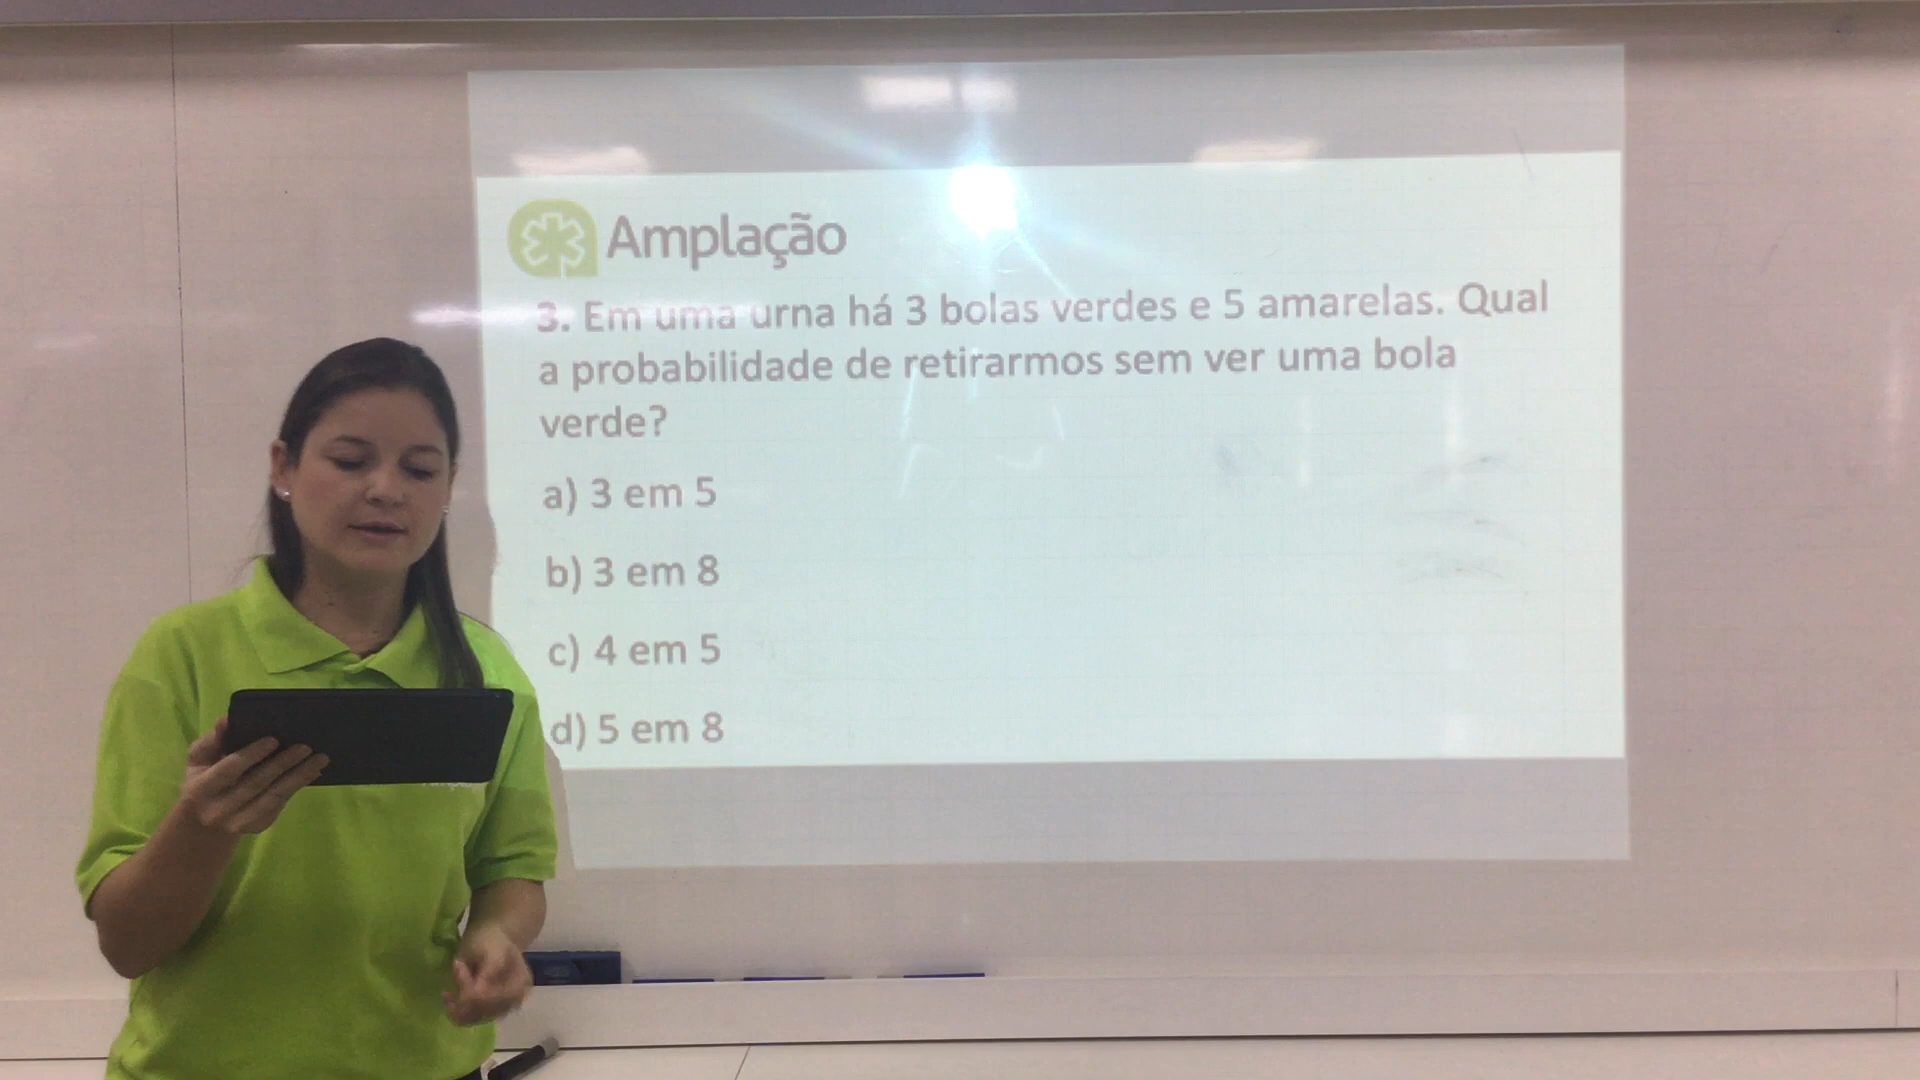 Amplação
3. Em uma urna há 3 bolas verdes e 5 amarelas. Qual
a probabilidade de retirarmos sem ver uma bola
verde?
a) 3 em 5
b) 3 em 8
c) 4 em 5
d) 5 em 8